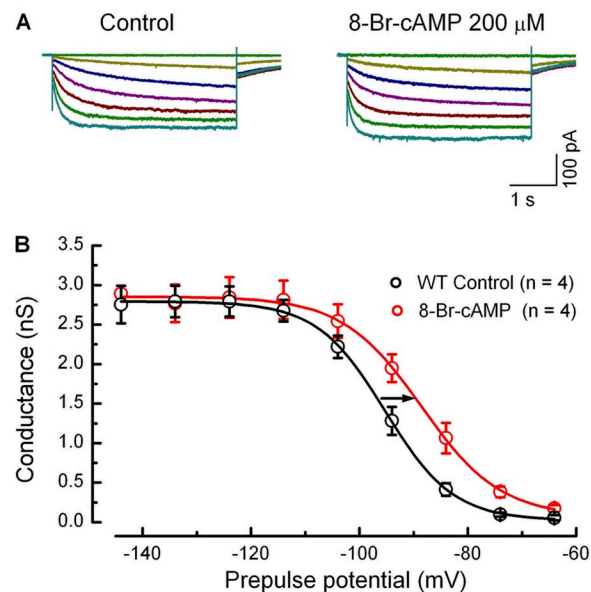 A
Control
8-Br-cAMP 200 μM
100 pA
1 s
B
3.5
3.0
2.5
2.0
1.5
1.0
0.5
0.0
Conductance (nS)
WT Control (n = 4)
8-Br-cAMP (n = 4)
-140 -120 -100 -80 -60
Prepulse potential (mV)